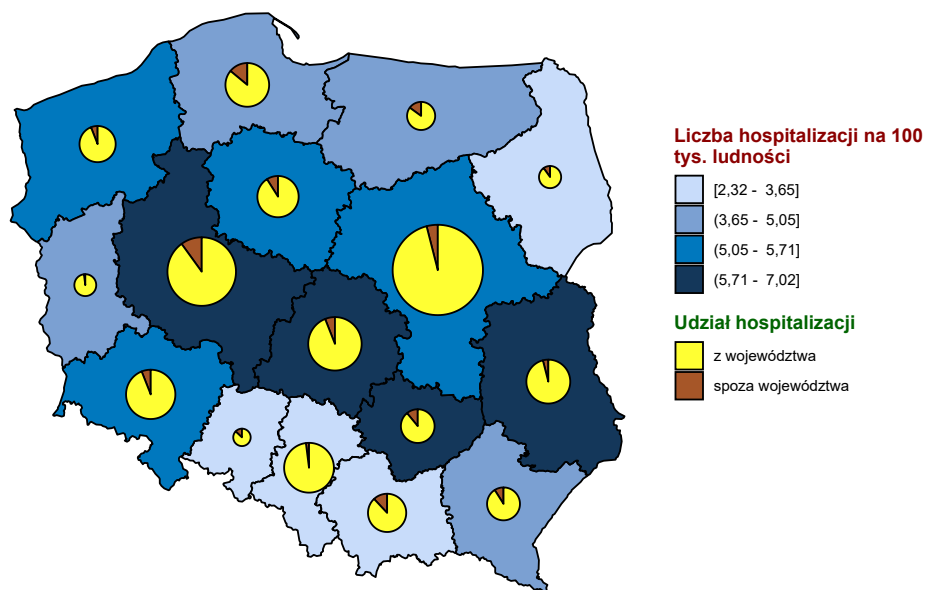 Liczba hospitalizacji na 100
tys. ludności
[2,32 - 3,65]
(3,65 - 5,05]
(5,05 - 5,71]
(5,71 - 7,02]
Udział hospitalizacji
z województwa
spoza województwa